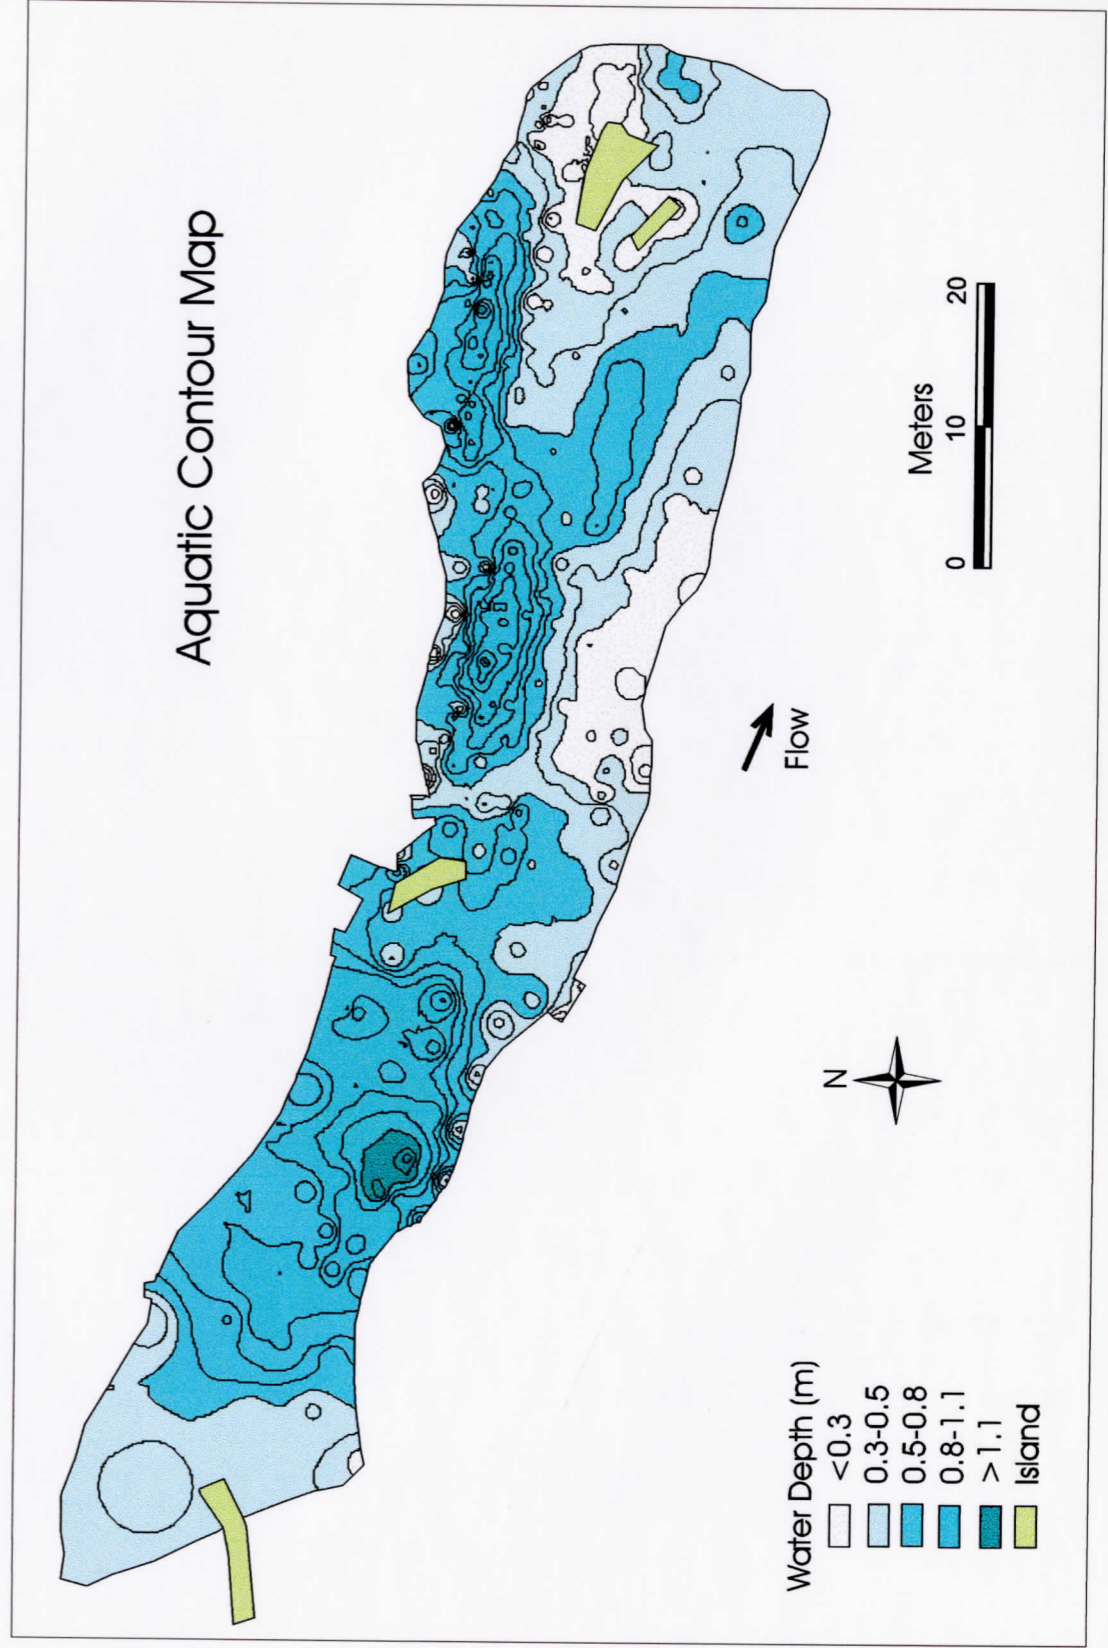 Aquatic Contour Map
Meters
0 10 20
Flow
N
Water Depth (m)
<0.3
0.3-0.5
0.5-0.8
0.8-1.1
>1.1
Island